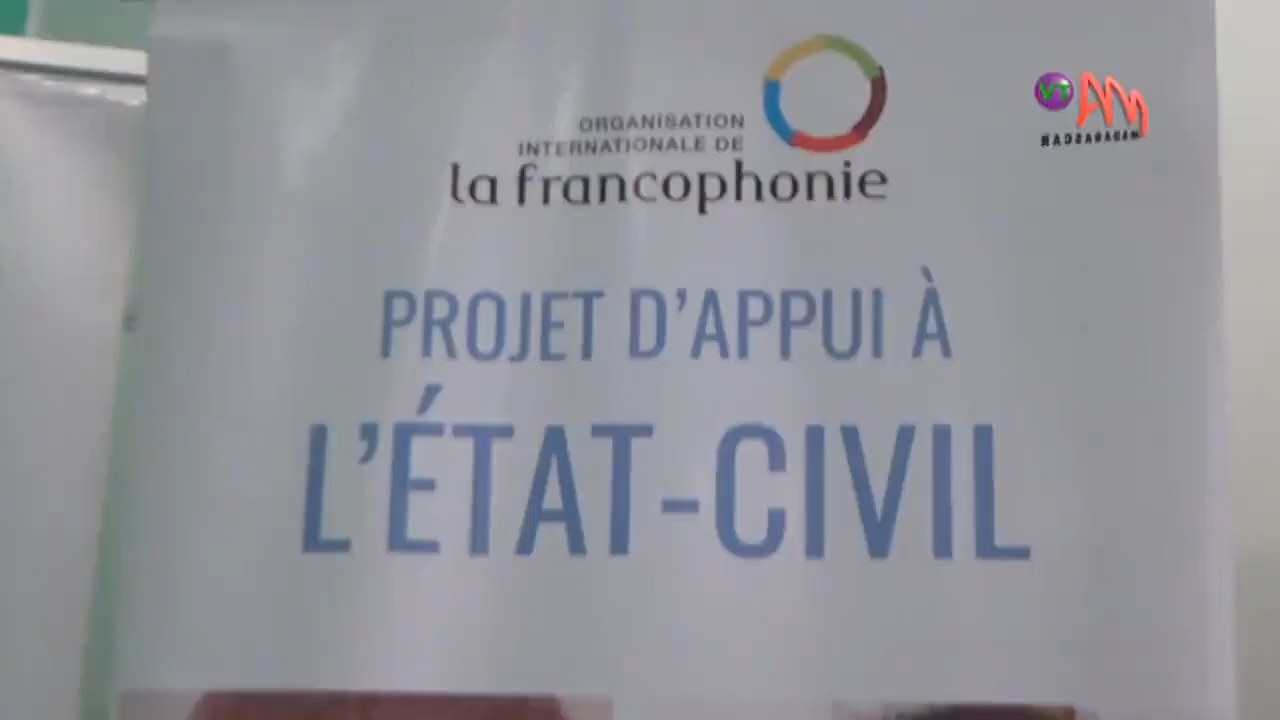 ORGANISATION
INTERNATIONALE DE
la francophonie
PROJET D'APPUI À
L'ÉTAT-CIVIL